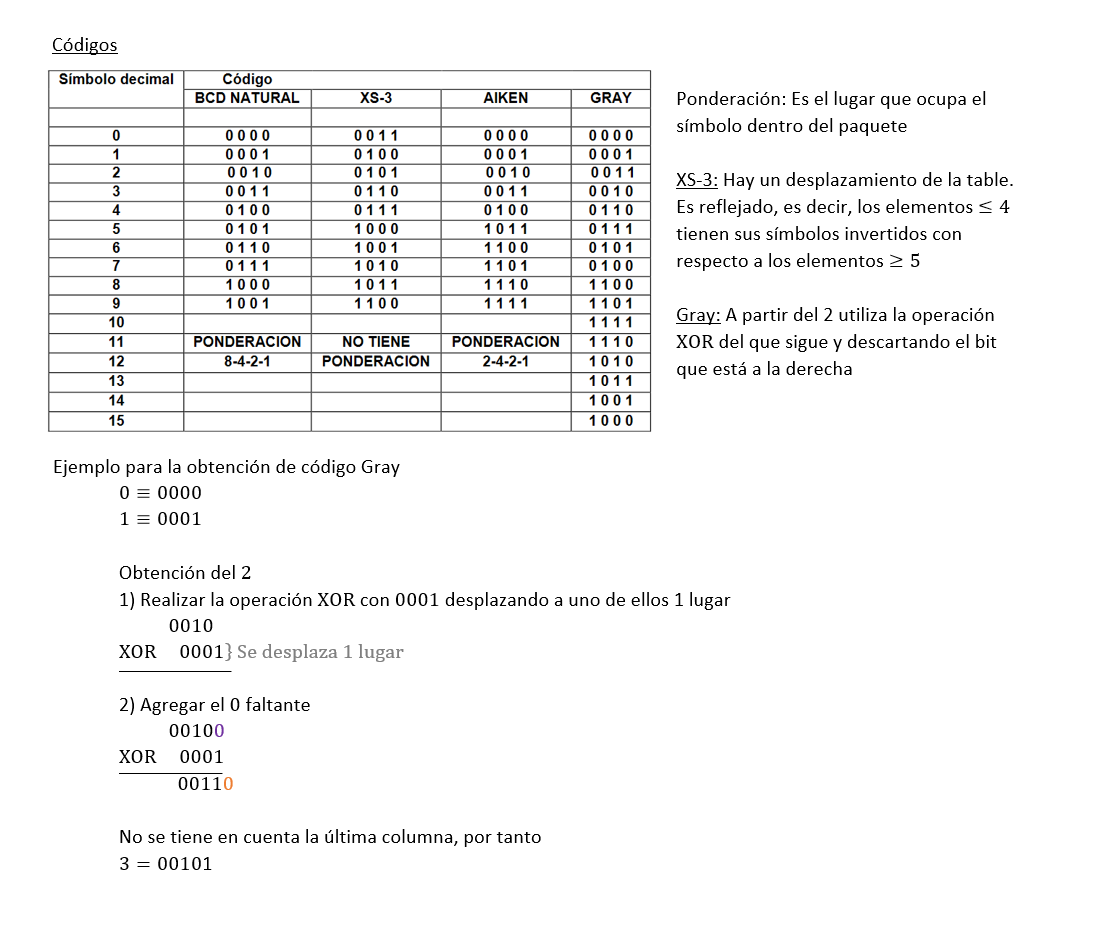 Códigos
Símbolo decimal Código
BCD NATURAL XS-3 AIKEN GRAY
0 0 0 0 0 0 0 1 1 0 0 0 0 0 0 0 0
1 0 0 0 1 0 1 0 0 0 0 0 1 0 0 0 1
2 0 0 1 0 0 1 0 1 0 0 1 0 0 0 1 1
3 0 0 1 1 0 1 1 0 0 0 1 1 0 0 1 0
4 0 1 0 0 0 1 1 1 0 1 0 0 0 1 1 0
5 0 1 0 1 1 0 0 0 1 0 1 1 0 1 1 1
6 0 1 1 0 1 0 0 1 1 1 0 0 0 1 0 1
7 0 1 1 1 1 0 1 0 1 1 0 1 0 1 0 0
8 1 0 0 0 1 0 1 1 1 1 1 0 1 1 0 0
9 1 0 0 1 1 1 0 0 1 1 1 1 1 1 0 1
10 1 1 1 1
11 PONDERACION NO TIENE PONDERACION 1 1 1 0
12 8-4-2-1 PONDERACION 2-4-2-1 1 0 1 0
13 1 0 1 1
14 1 0 0 1
15 1 0 0 0
Ponderación: Es el lugar que ocupa el
símbolo dentro del paquete
XS-3: Hay un desplazamiento de la table.
Es reflejado, es decir, los elementos ≤ 4
tienen sus símbolos invertidos con
respecto a los elementos ≥ 5
Gray: A partir del 2 utiliza la operación
XOR del que sigue y descartando el bit
que está a la derecha
Ejemplo para la obtención de código Gray
0 ≡ 0000
1 ≡ 0001
Obtención del 2
1) Realizar la operación XOR con 0001 desplazando a uno de ellos 1 lugar
0010
XOR 0001} Se desplaza 1 lugar
2) Agregar el 0 faltante
00100
XOR 0001
00110
No se tiene en cuenta la última columna, por tanto
3 = 00101